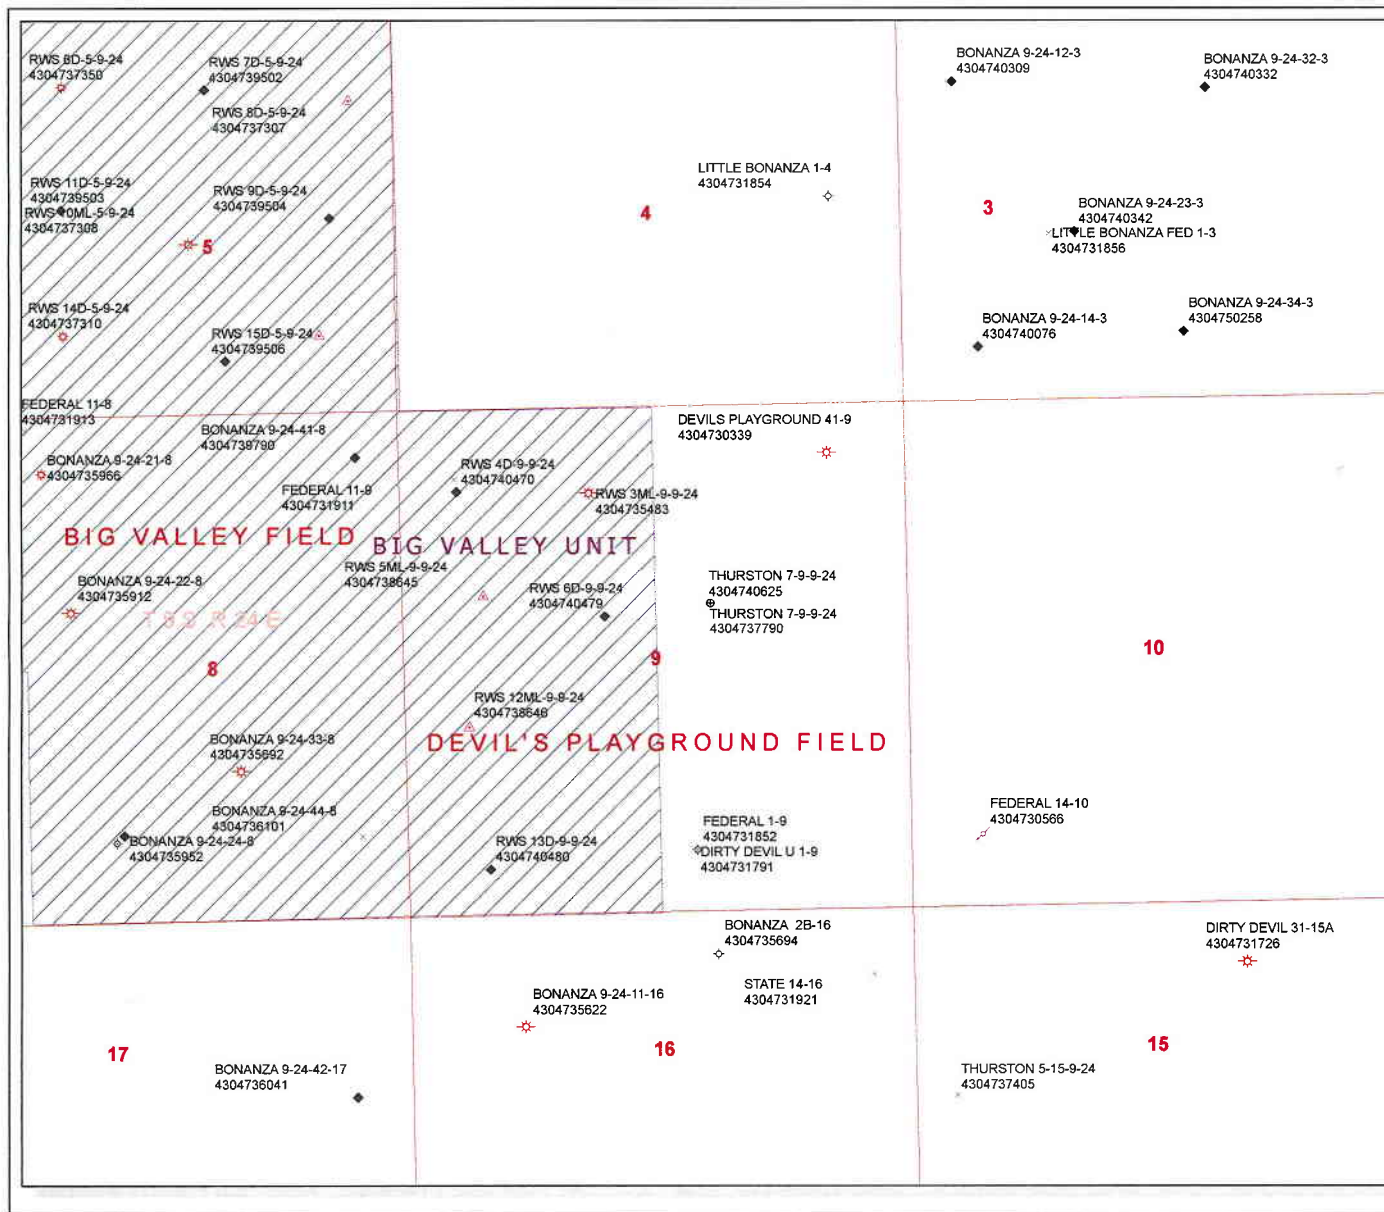 RWS 6D-5-9-24
4304737350
RWS 7D-5-9-24
4304739502
RWS 8D-5-9-24
4304737307
BONANZA 9-24-12-3
4304740309
BONANZA 9-24-32-3
4304740332
LITTLE BONANZA 1-4
4304731854
RWS 11D-5-9-24
4304739503
RWS 10ML-5-9-24
4304737308
RWS 9D-5-9-24
4304739504
5
4
3
BONANZA 9-24-23-3
4304740342
LITTLE BONANZA FED 1-3
4304731856
RWS 14D-5-9-24
4304737310
RWS 15D-5-9-24
4304739506
BONANZA 9-24-14-3
4304740076
BONANZA 9-24-34-3
4304750258
FEDERAL 11-8
4304731913
BONANZA 9-24-41-8
4304739790
DEVILS PLAYGROUND 41-9
4304730339
BONANZA 9-24-21-8
4304735966
FEDERAL 11-9
4304731911
RWS 4D-9-9-24
4304740470
RWS 3ML-9-9-24
4304735483
BIG VALLEY FIELD
BIG VALLEY UNIT
BONANZA 9-24-22-8
4304735912
RWS 5ML-9-9-24
4304738645
RWS 6D-9-9-24
4304740479
THURSTON 7-9-9-24
4304740625
THURSTON 7-9-9-24
4304737790
T9S R24E
8
9
10
RWS 12ML-9-9-24
4304738646
BONANZA 9-24-33-8
4304735692
DEVIL'S PLAYGROUND FIELD
BONANZA 9-24-44-8
4304736101
BONANZA 9-24-24-8
4304735952
RWS 13D-9-9-24
4304740480
FEDERAL 1-9
4304731852
DIRTY DEVIL U 1-9
4304731791
FEDERAL 14-10
4304730566
BONANZA 2B-16
4304735694
DIRTY DEVIL 31-15A
4304731726
STATE 14-16
4304731921
BONANZA 9-24-11-16
4304735622
17
16
15
BONANZA 9-24-42-17
4304736041
THURSTON 5-15-9-24
4304737405